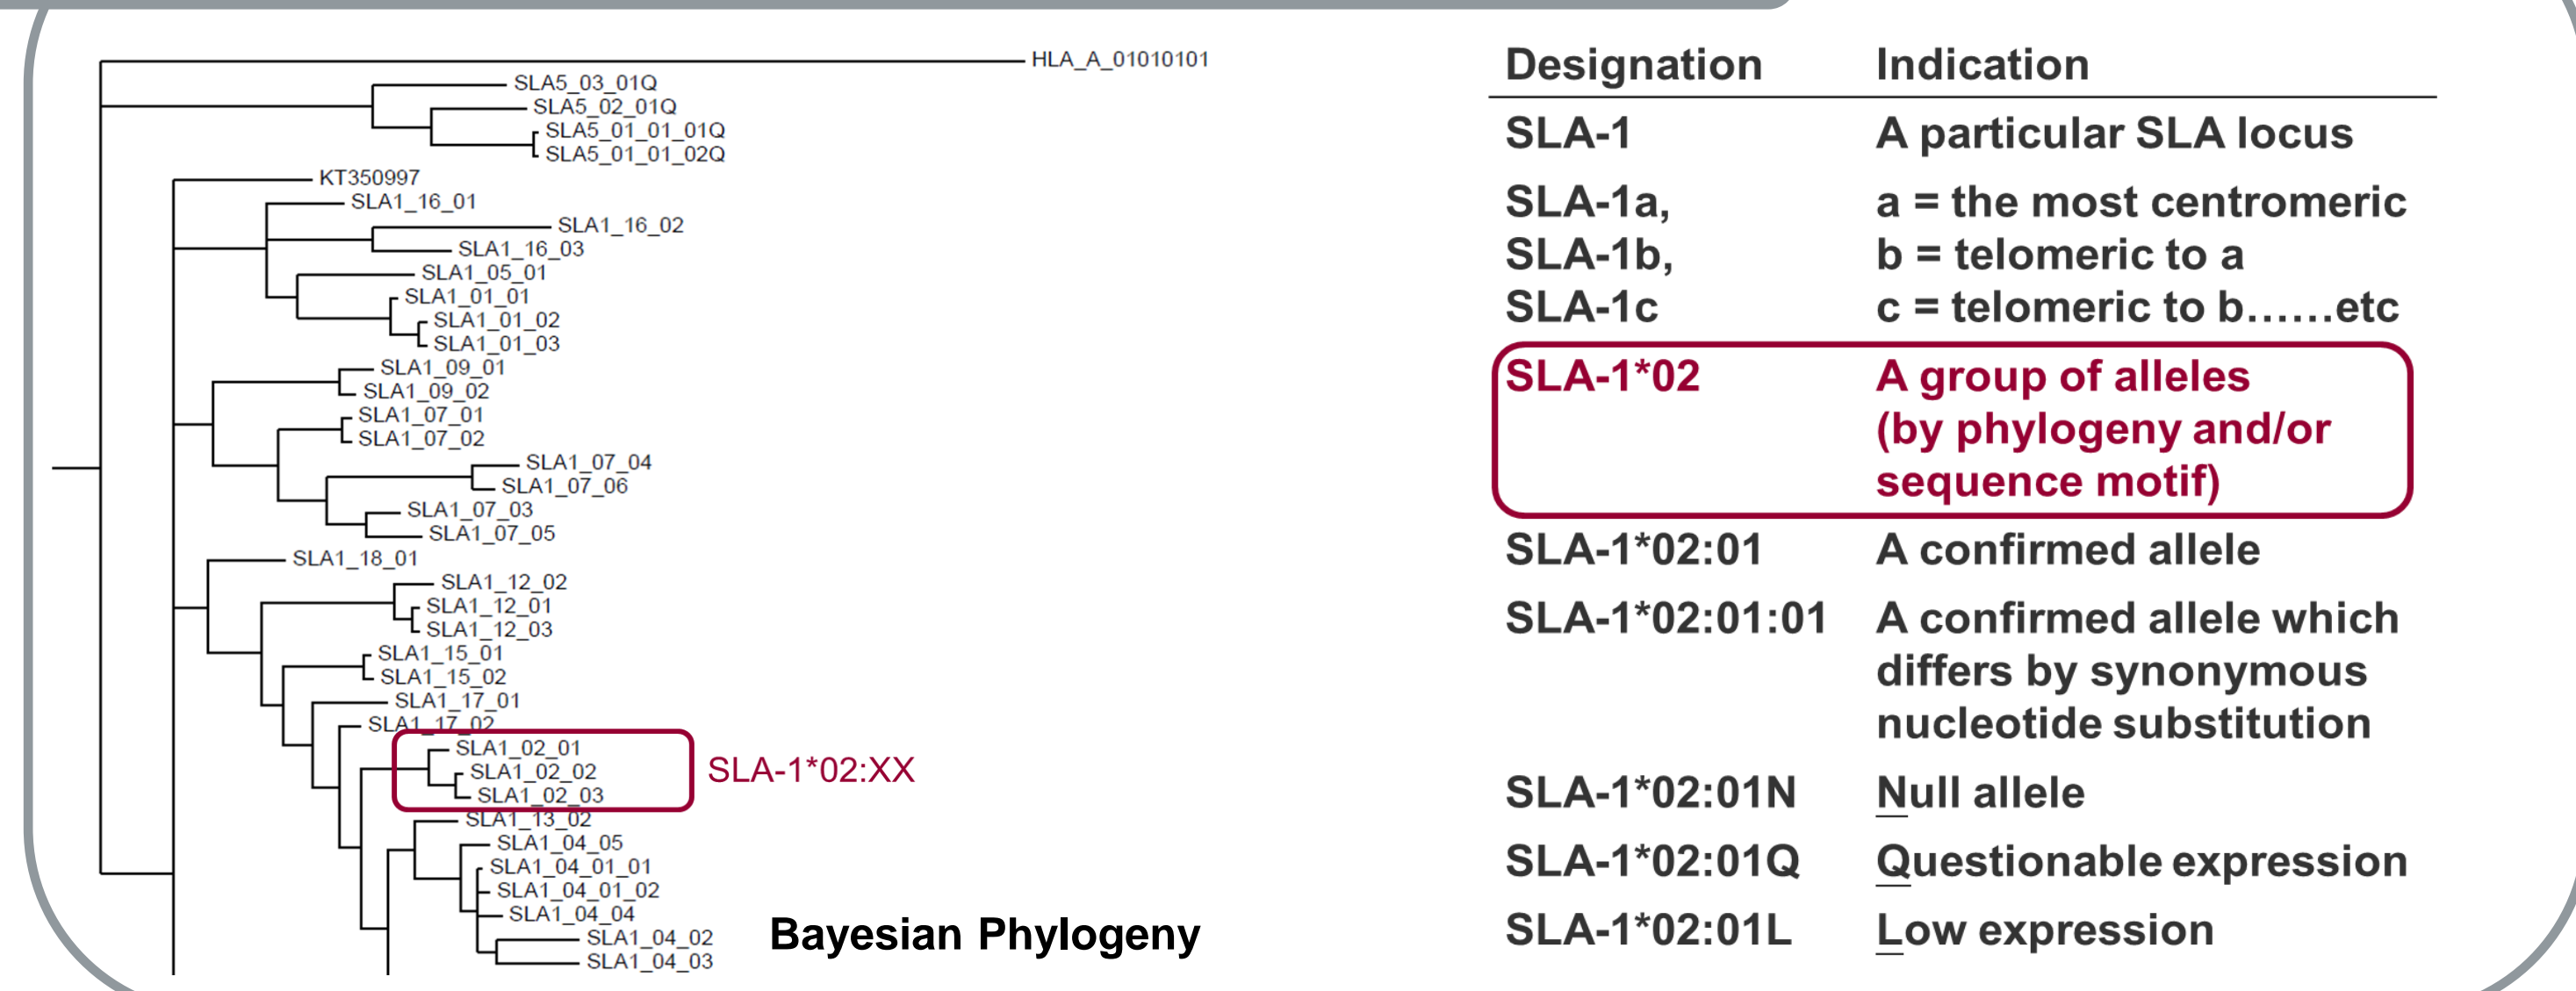 HLA_A_01010101
SLA5_03_01Q
SLA5_02_01Q
SLA5_01_01_01Q
SLA5_01_01_02Q
KT350997
SLA1_16_01
SLA1_16_02
SLA1_16_03
SLA1_05_01
SLA1_01_01
SLA1_01_02
SLA1_01_03
SLA1_09_01
SLA1_09_02
SLA1_07_01
SLA1_07_02
SLA1_07_04
SLA1_07_06
SLA1_07_03
SLA1_07_05
SLA1_18_01
SLA1_12_02
SLA1_12_01
SLA1_12_03
SLA1_15_01
SLA1_15_02
SLA1_17_01
SLA1_17_02
SLA1_02_01
SLA1_02_02
SLA1_02_03
SLA-1*02:XX
SLA1_13_02
SLA1_04_05
SLA1_04_01_01
SLA1_04_01_02
SLA1_04_04
SLA1_04_02
SLA1_04_03
Bayesian Phylogeny
Designation Indication
SLA-1 A particular SLA locus
SLA-1a, a = the most centromeric
SLA-1b, b = telomeric to a
SLA-1c c = telomeric to b......etc
SLA-1*02 A group of alleles
(by phylogeny and/or
sequence motif)
SLA-1*02:01 A confirmed allele
SLA-1*02:01:01 A confirmed allele which
differs by synonymous
nucleotide substitution
SLA-1*02:01N Null allele
SLA-1*02:01Q Questionable expression
SLA-1*02:01L Low expression